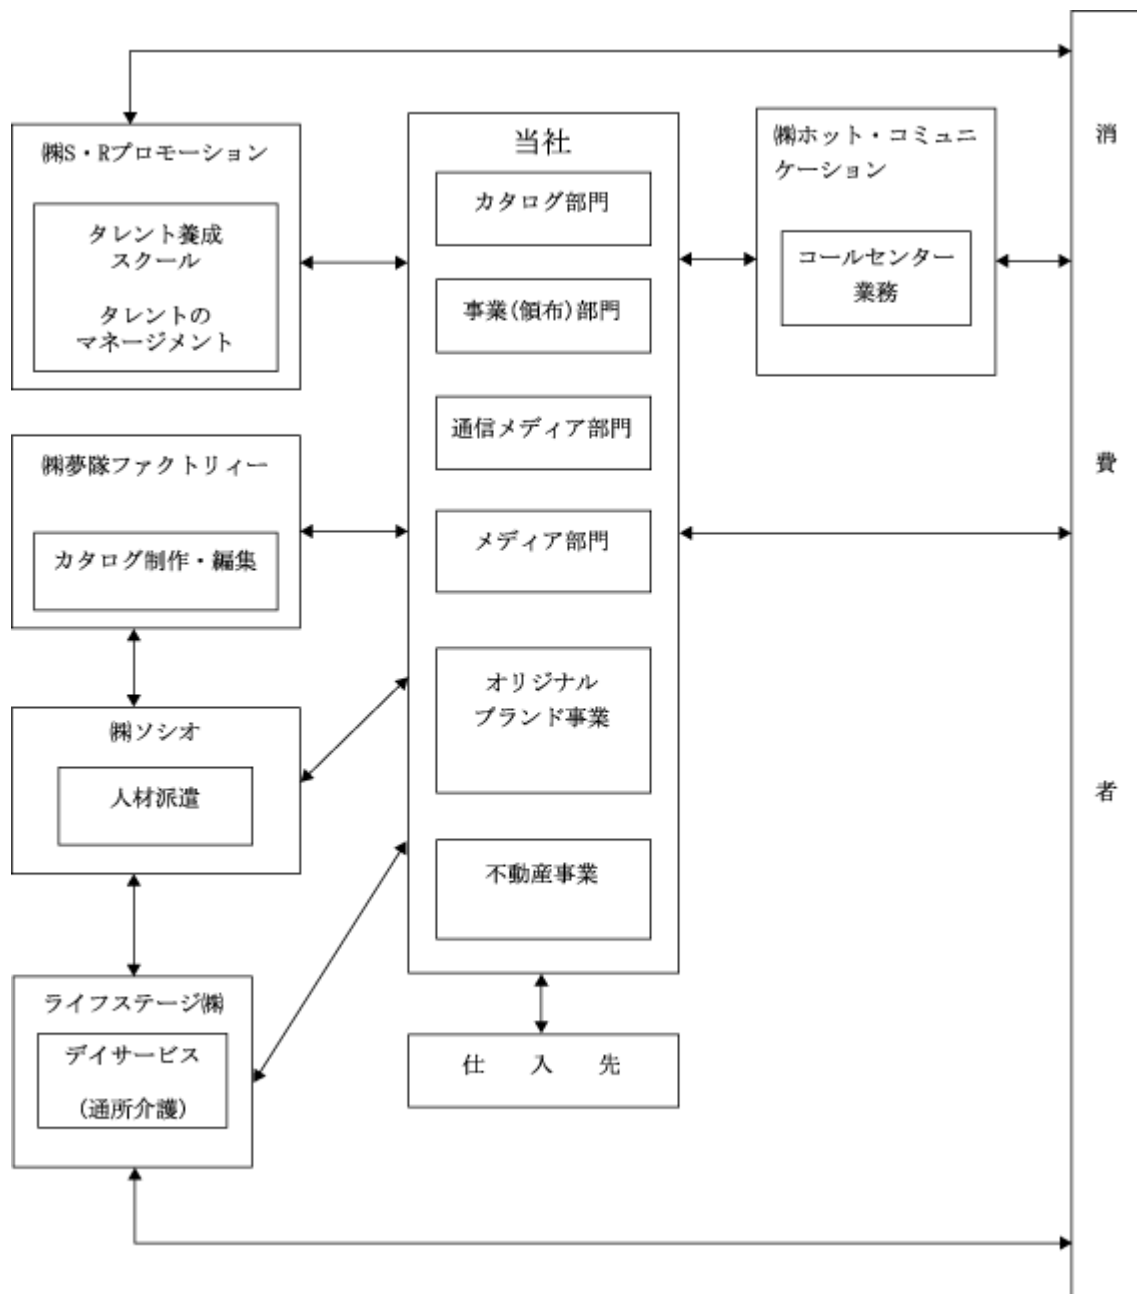 ㈱S・Rプロモーション
タレント養成
スクール
タレントの
マネージメント
㈱夢隊ファクトリィー
カタログ制作・編集
㈱ソシオ
人材派遣
ライフステージ㈱
デイサービス
(通所介護)
当社
カタログ部門
事業(頒布)部門
通信メディア部門
メディア部門
オリジナル
ブランド事業
不動産事業
仕 入 先
㈱ホット・コミュニ
ケーション
コールセンター
業務
消
費
者